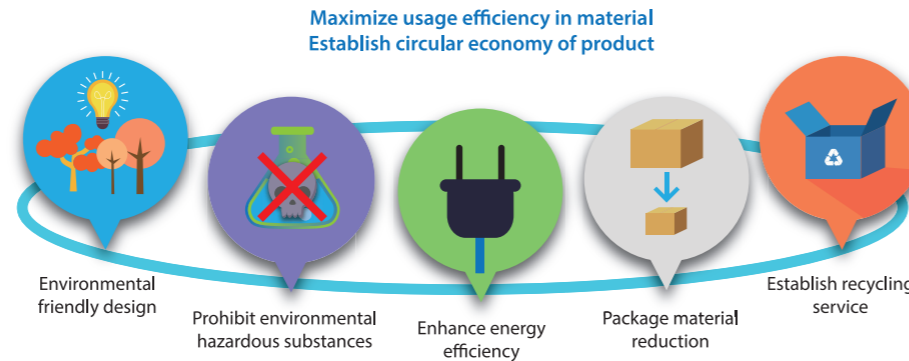 Maximize usage efficiency in material
Establish circular economy of product
Environmental
friendly design
Prohibit environmental
hazardous substances
Enhance energy
efficiency
Package material
reduction
Establish recycling
service